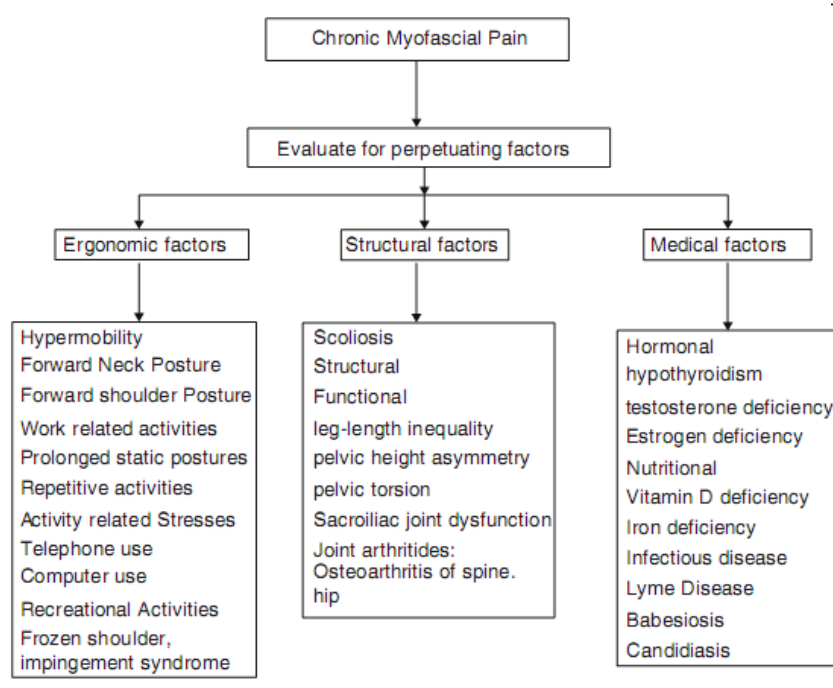 Chronic Myofascial Pain
Evaluate for perpetuating factors
Ergonomic factors
Structural factors
Medical factors
Hypermobility
Forward Neck Posture
Forward shoulder Posture
Work related activities
Prolonged static postures
Repetitive activities
Activity related Stresses
Telephone use
Computer use
Recreational Activities
Frozen shoulder,
impingement syndrome
Scoliosis
Structural
Functional
leg-length inequality
pelvic height asymmetry
pelvic torsion
Sacroiliac joint dysfunction
Joint arthritides:
Osteoarthritis of spine.
hip
Hormonal
hypothyroidism
testosterone deficiency
Estrogen deficiency
Nutritional
Vitamin D deficiency
Iron deficiency
Infectious disease
Lyme Disease
Babesiosis
Candidiasis